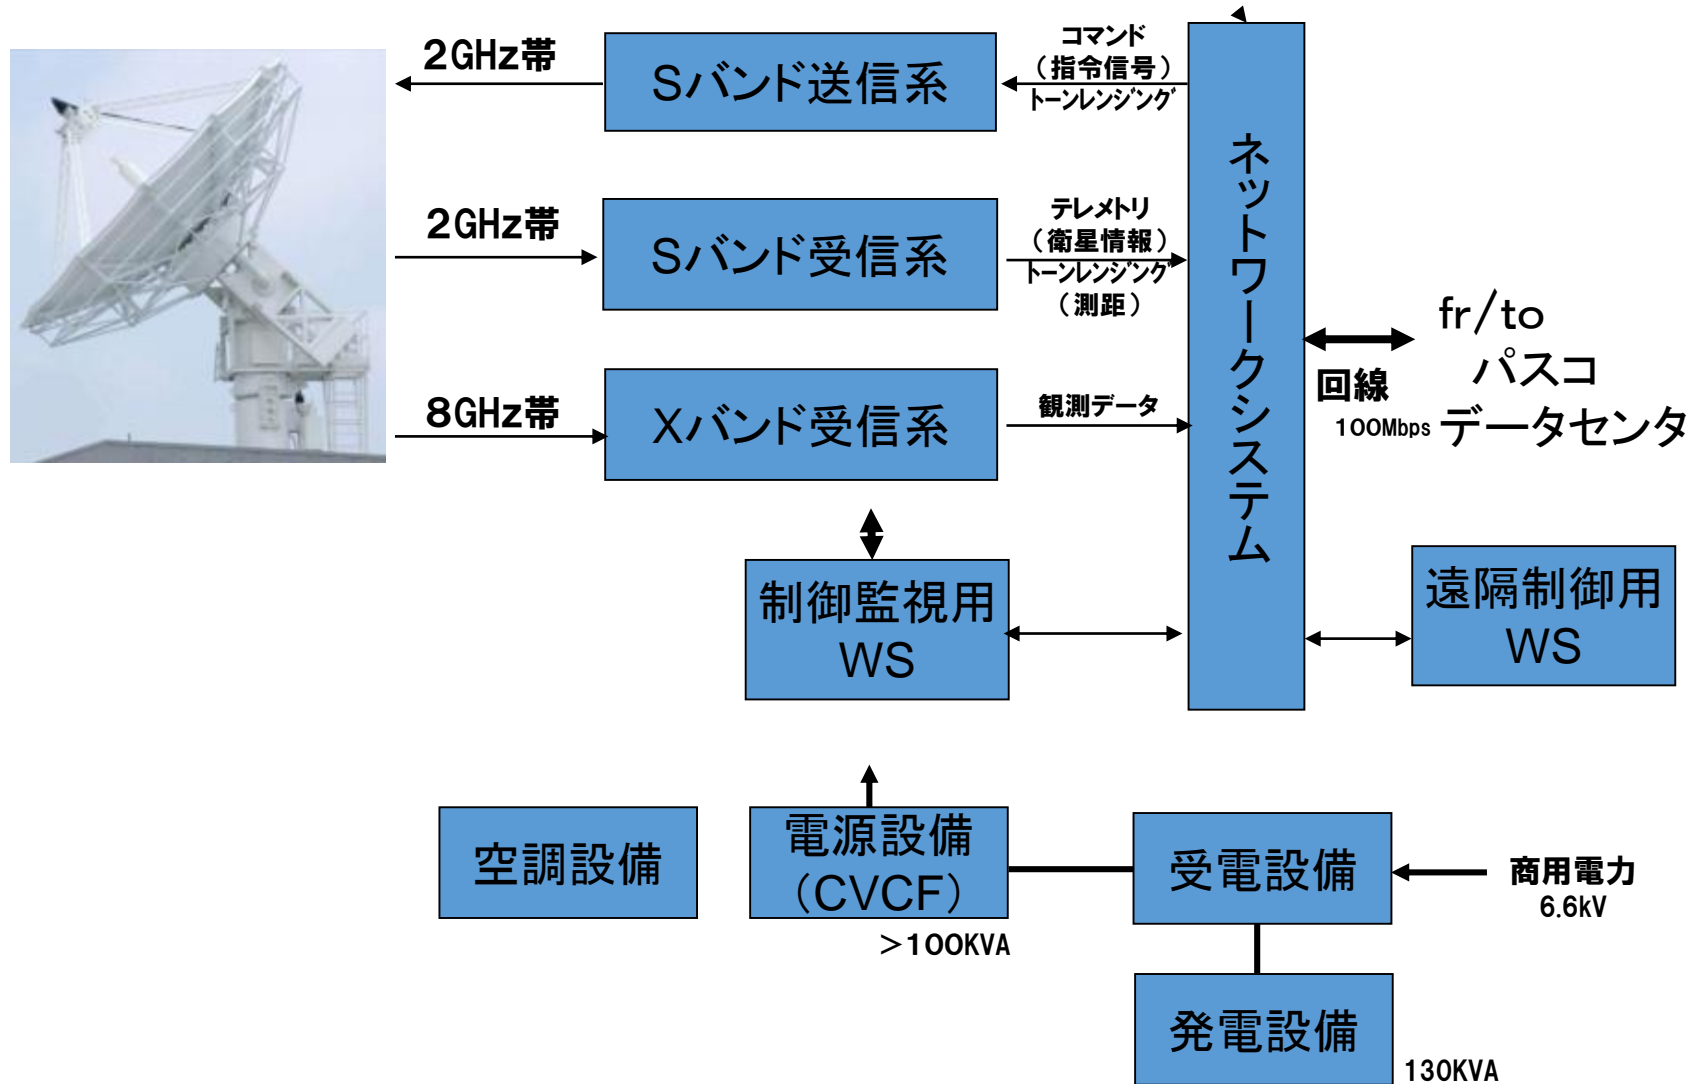 2GHz帯
Sバンド送信系
コマンド
（指令信号）
トーンレンジング
2GHz帯
Sバンド受信系
テレメトリ
（衛星情報）
トーンレンジング
（測距）
8GHz帯
Xバンド受信系
観測データ
ネットワークシステム
fr/to
パスコ
データセンタ
回線
100Mbps
制御監視用
WS
遠隔制御用
WS
空調設備
電源設備
（CVCF）
＞100KVA
受電設備
商用電力
6.6kV
発電設備
130KVA